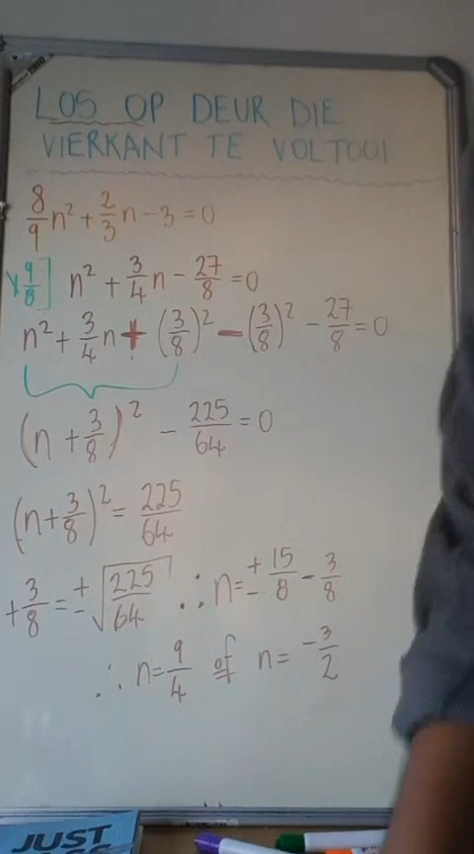 LOS OP DEUR DIE
VIERKANT TE VOLTOOI
8/9 n² + 2/3 n - 3 = 0
×9/8] n² + 3/4 n - 27/8 = 0
n² + 3/4 n + (3/8)² - (3/8)² - 27/8 = 0
(n + 3/8)² - 225/64 = 0
(n + 3/8)² = 225/64
+ 3/8 = ±√(225/64) ∴ n = ± 15/8 - 3/8
∴ n = 9/4 of n = -3/2
JUST